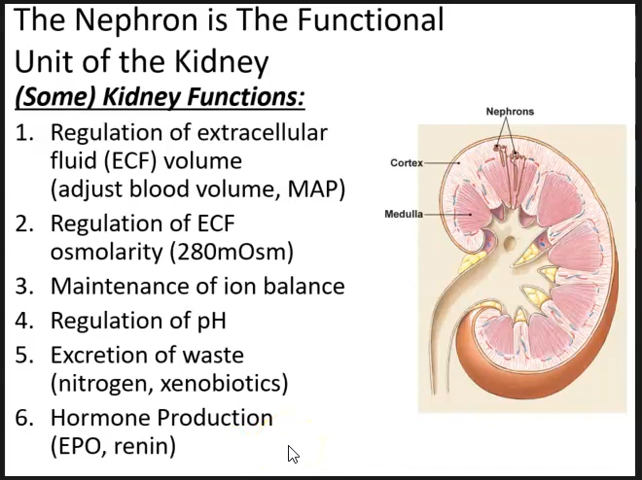 The Nephron is The Functional
Unit of the Kidney
(Some) Kidney Functions:
1. Regulation of extracellular
fluid (ECF) volume
(adjust blood volume, MAP)
2. Regulation of ECF
osmolarity (280mOsm)
3. Maintenance of ion balance
4. Regulation of pH
5. Excretion of waste
(nitrogen, xenobiotics)
6. Hormone Production
(EPO, renin)
Nephrons
Cortex
Medulla